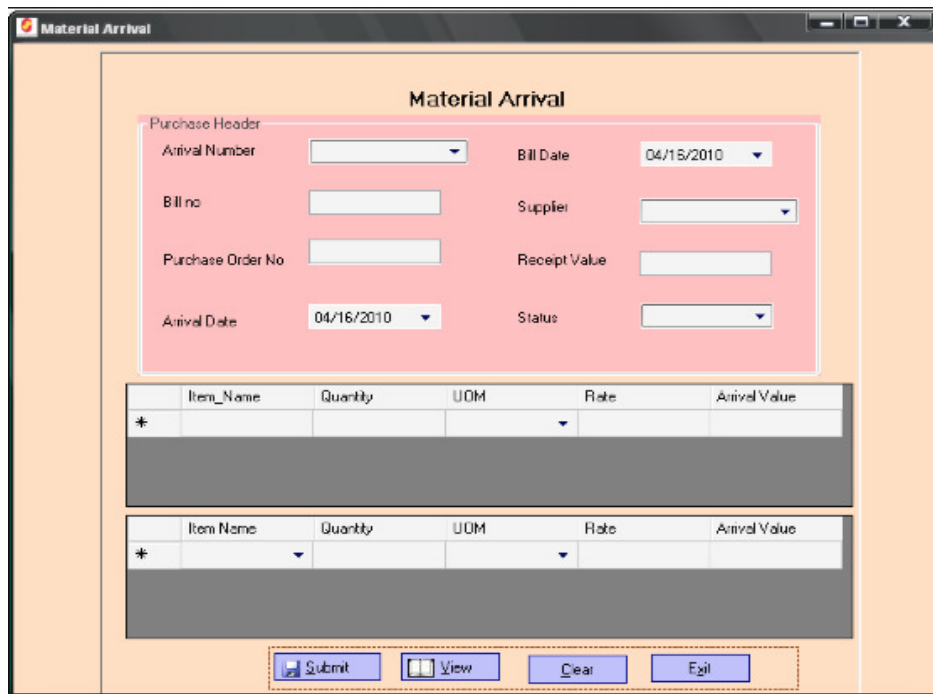 Material Arrival
Material Arrival
Purchase Header
Arrival Number
Bill Date 04/16/2010
Bill no
Supplier
Purchase Order No
Receipt Value
Arrival Date 04/16/2010
Status
Item_Name Quantity UOM Rate Arrival Value
*
Item Name Quantity UOM Rate Arrival Value
*
Submit View Clear Exit